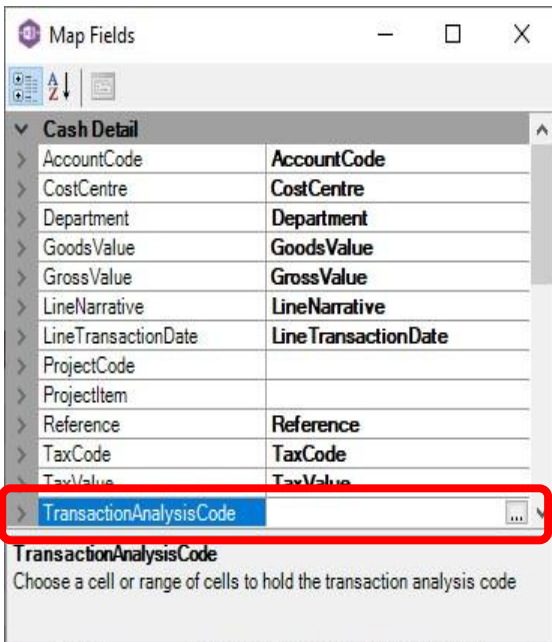 Map Fields
Cash Detail
AccountCode AccountCode
CostCentre CostCentre
Department Department
GoodsValue GoodsValue
GrossValue GrossValue
LineNarrative LineNarrative
LineTransactionDate LineTransactionDate
ProjectCode
ProjectItem
Reference Reference
TaxCode TaxCode
TaxValue TaxValue
TransactionAnalysisCode ...
TransactionAnalysisCode
Choose a cell or range of cells to hold the transaction analysis code